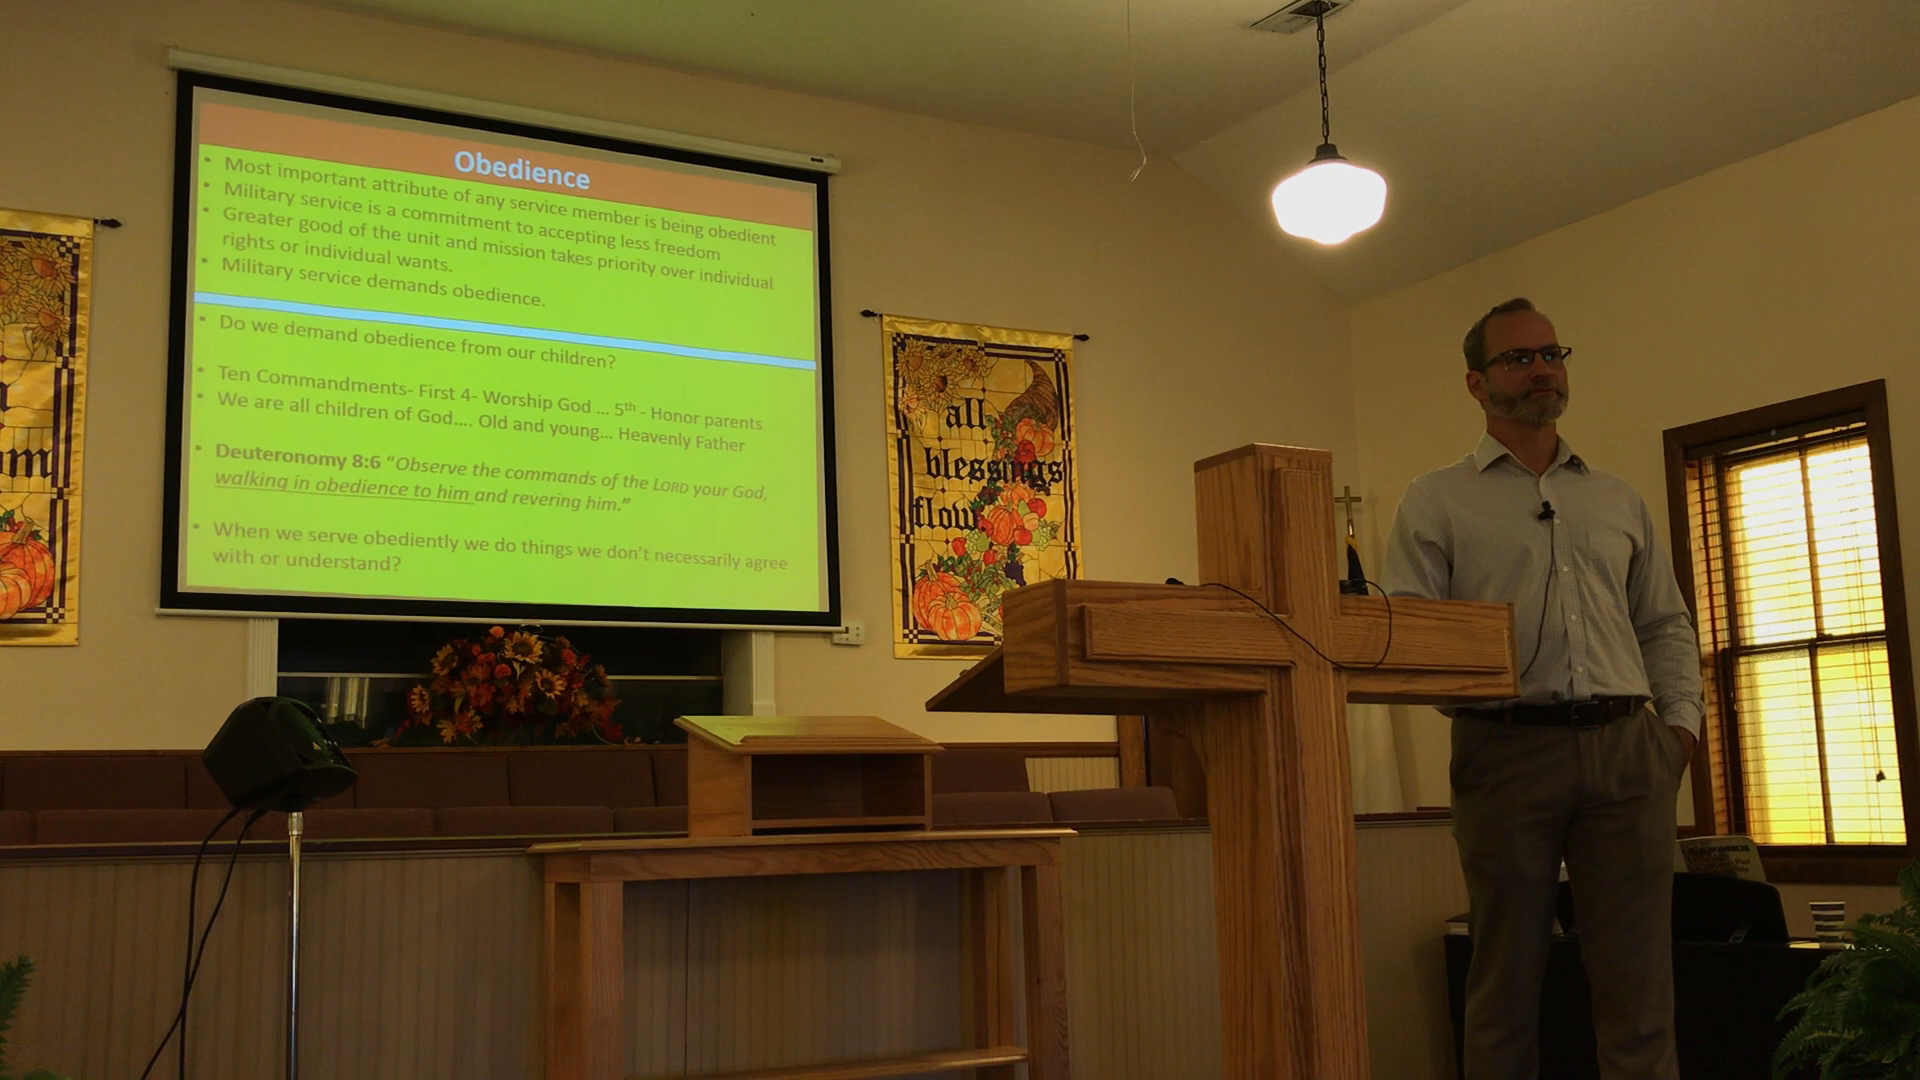 Obedience
• Most important attribute of any service member is being obedient
• Military service is a commitment to accepting less freedom
• Greater good of the unit and mission takes priority over individual
rights or individual wants.
• Military service demands obedience.
• Do we demand obedience from our children?
• Ten Commandments- First 4- Worship God ... 5th - Honor parents
• We are all children of God.... Old and young... Heavenly Father
• Deuteronomy 8:6 “Observe the commands of the LORD your God,
walking in obedience to him and revering him.”
• When we serve obediently we do things we don't necessarily agree
with or understand?
all
blessings
flow